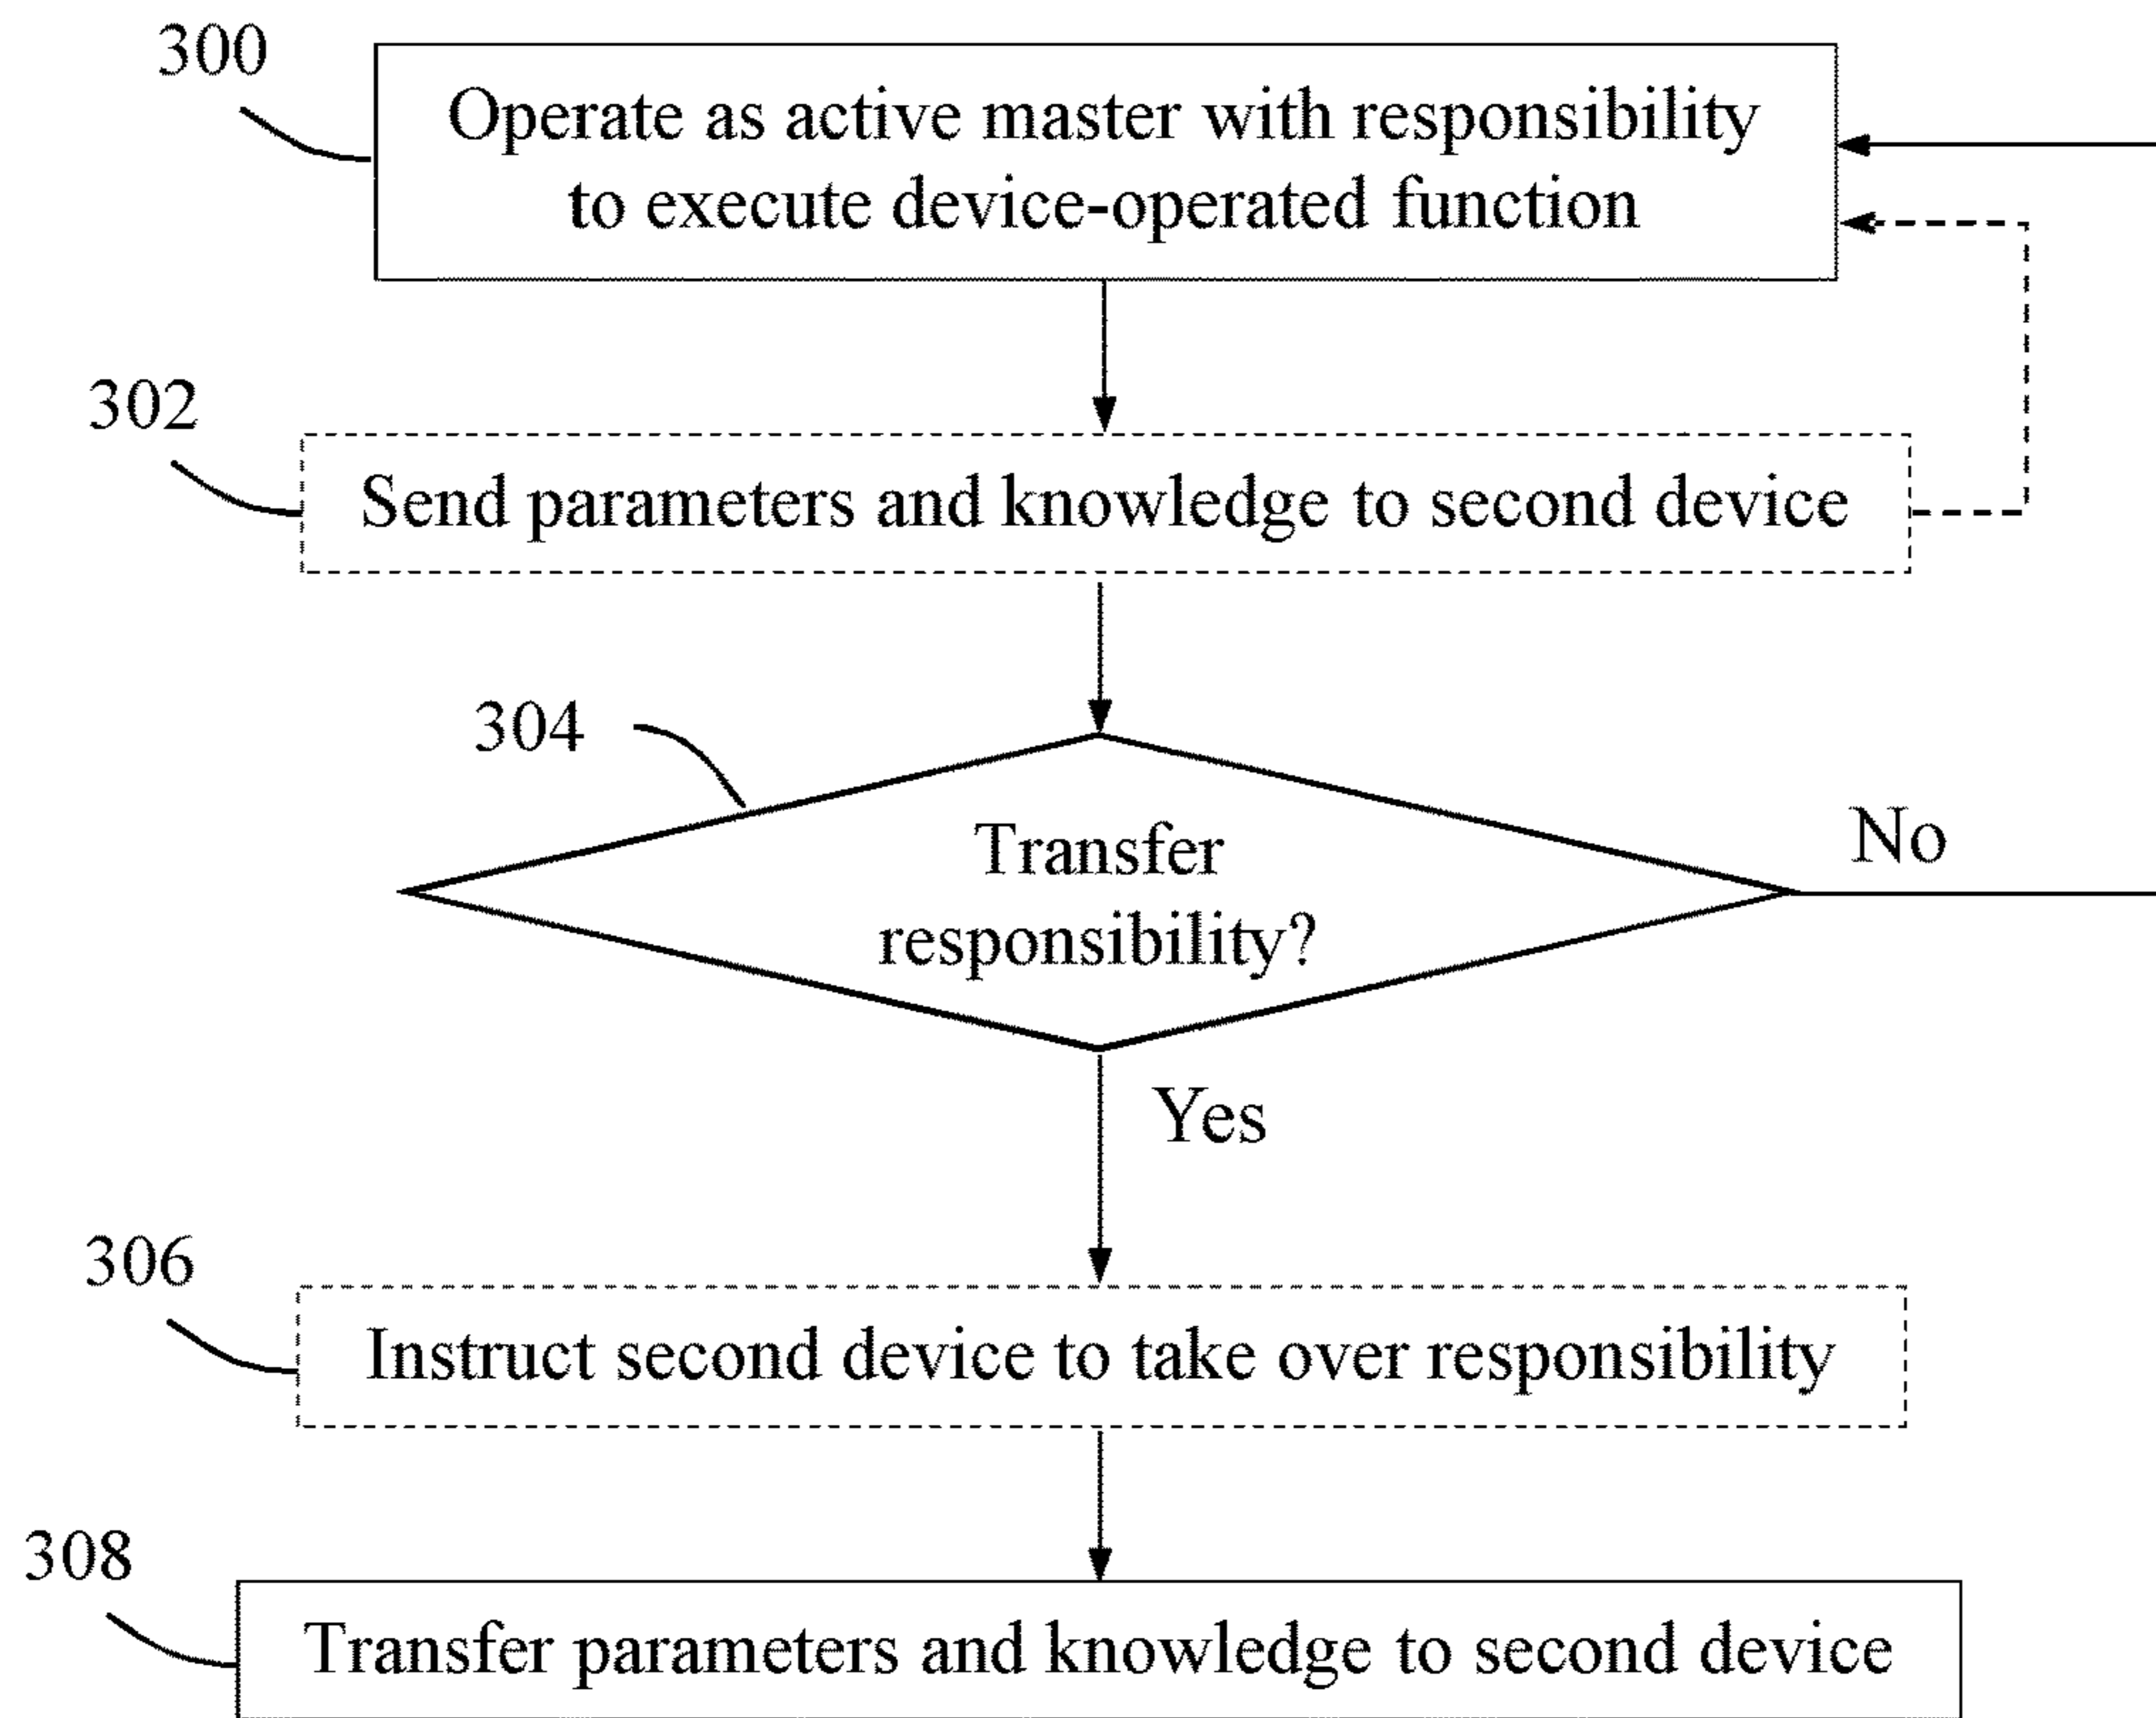 300
Operate as active master with responsibility
to execute device-operated function
302
Send parameters and knowledge to second device
304
Transfer
responsibility?
No
Yes
306
Instruct second device to take over responsibility
308
Transfer parameters and knowledge to second device